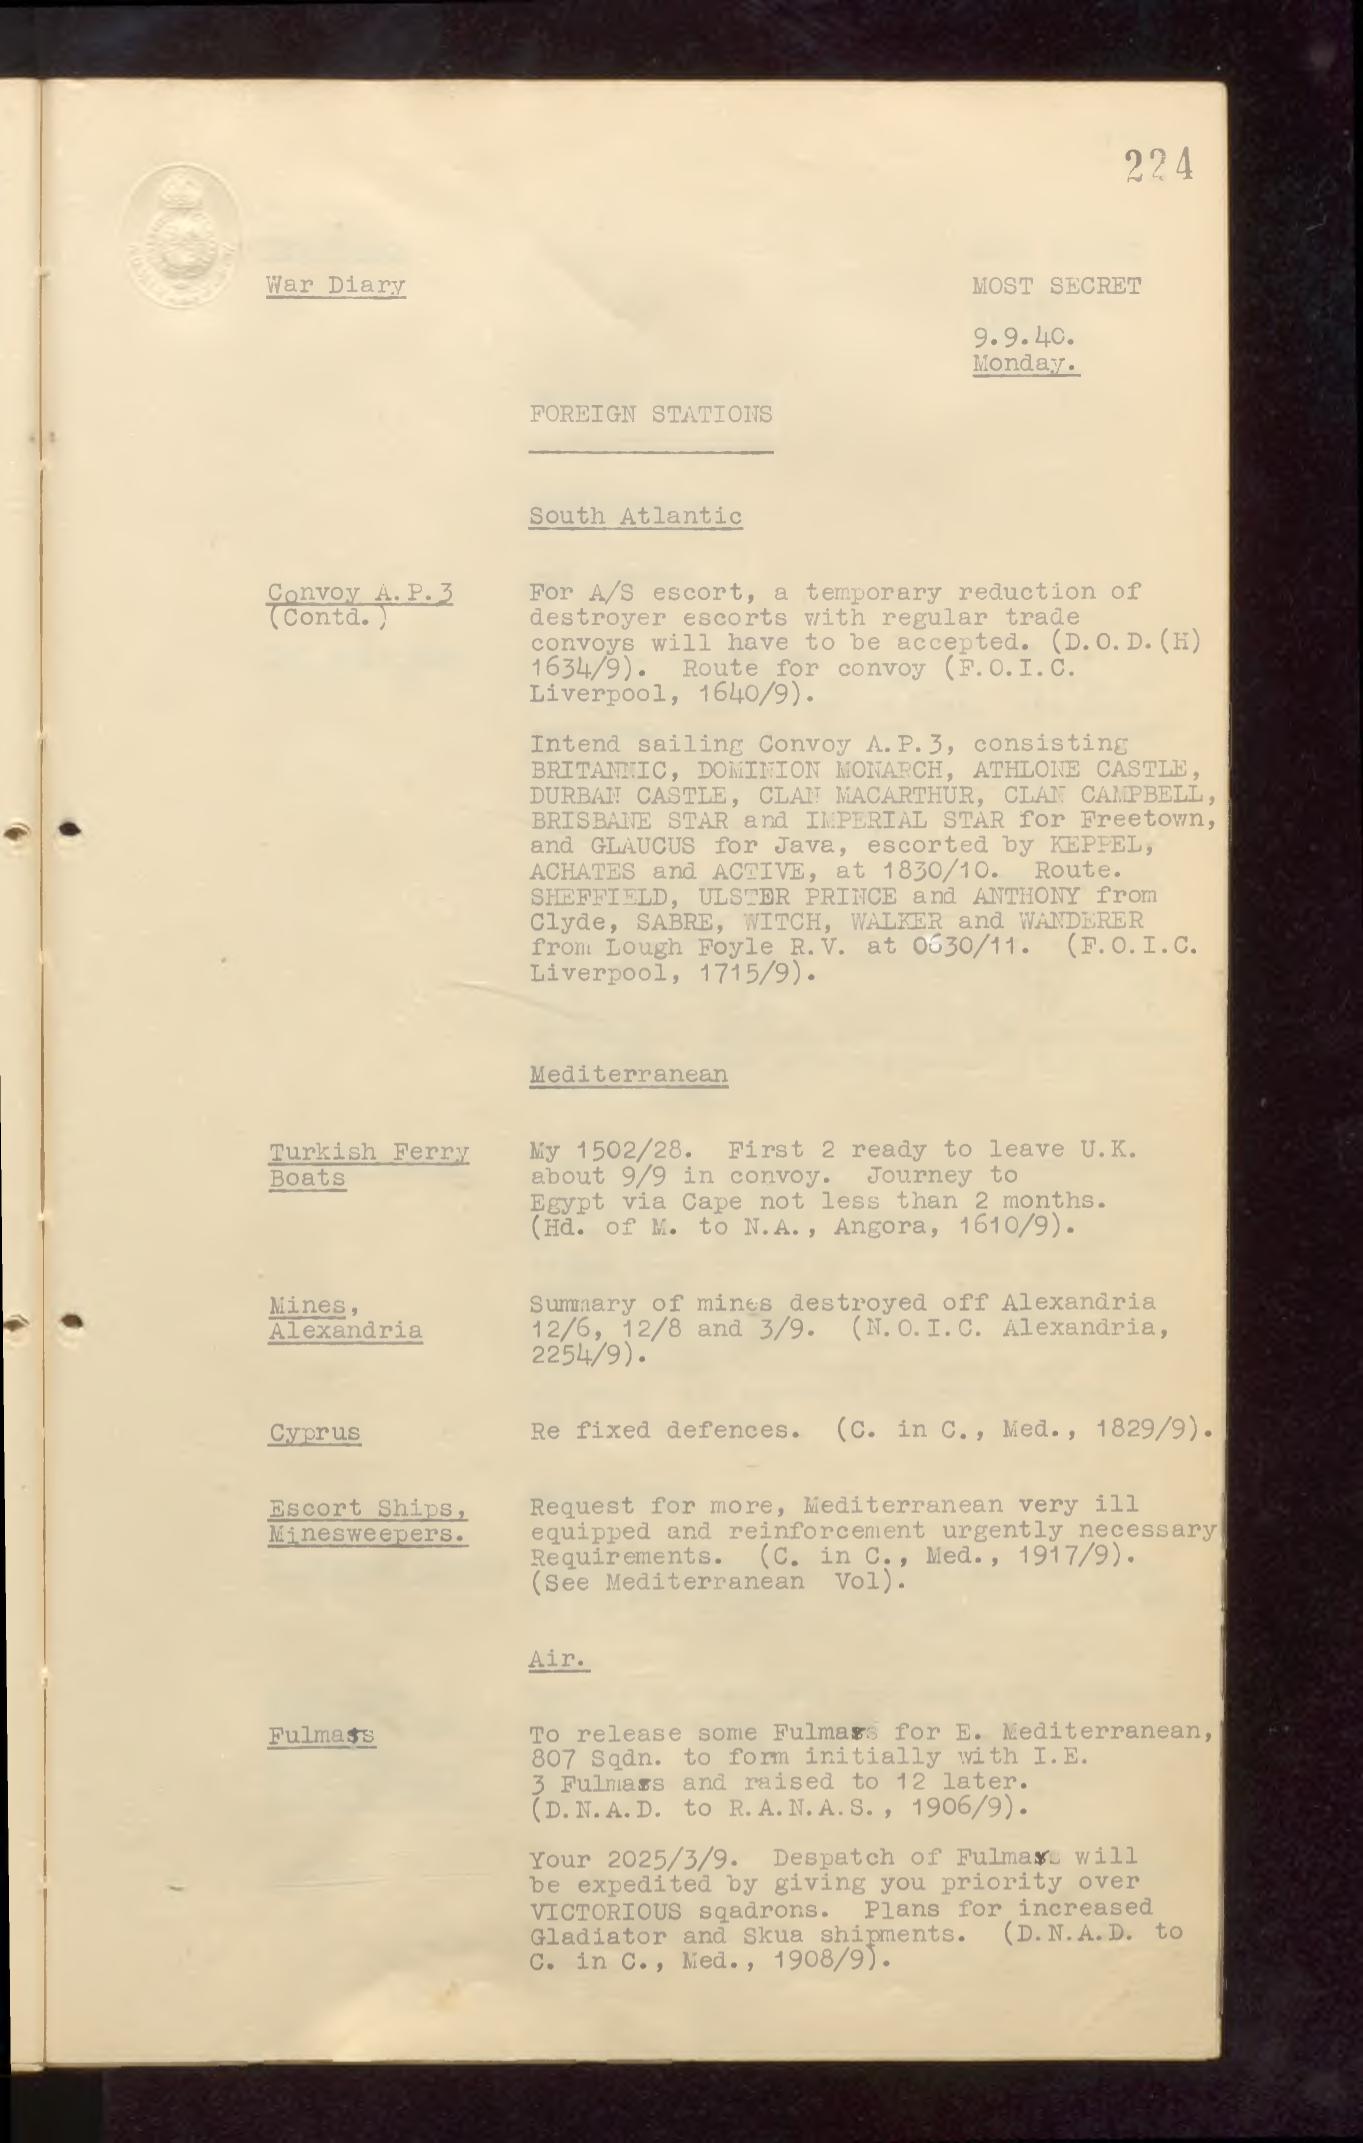 224
War Diary
MOST SECRET
9.9.40.
Monday.
FOREIGN STATIONS
South Atlantic
Convoy A.P.3
(Contd.)
For A/S escort, a temporary reduction of
destroyer escorts with regular trade
convoys will have to be accepted. (D.O.D.(H)
1634/9). Route for convoy (F.O.I.C.
Liverpool, 1640/9).
Intend sailing Convoy A.P.3, consisting
BRITANNIC, DOMINION MONARCH, ATHLONE CASTLE,
DURBAN CASTLE, CLAN MACARTHUR, CLAN CAMPBELL,
BRISBANE STAR and IMPERIAL STAR for Freetown,
and GLAUCUS for Java, escorted by KEPPEL,
ACHATES and ACTIVE, at 1830/10. Route.
SHEFFIELD, ULSTER PRINCE and ANTHONY from
Clyde, SABRE, WITCH, WALKER and WANDERER
from Lough Foyle R.V. at 0630/11. (F.O.I.C.
Liverpool, 1715/9).
Mediterranean
Turkish Ferry
Boats
My 1502/28. First 2 ready to leave U.K.
about 9/9 in convoy. Journey to
Egypt via Cape not less than 2 months.
(Hd. of M. to N.A., Angora, 1610/9).
Mines,
Alexandria
Summary of mines destroyed off Alexandria
12/6, 12/8 and 3/9. (N.O.I.C. Alexandria,
2254/9).
Cyprus
Re fixed defences. (C. in C., Med., 1829/9).
Escort Ships,
Minesweepers.
Request for more, Mediterranean very ill
equipped and reinforcement urgently necessary
Requirements. (C. in C., Med., 1917/9).
(See Mediterranean Vol).
Air.
Fulmars
To release some Fulmars for E. Mediterranean,
807 Sqdn. to form initially with I.E.
3 Fulmars and raised to 12 later.
(D.N.A.D. to R.A.N.A.S., 1906/9).
Your 2025/3/9. Despatch of Fulmars will
be expedited by giving you priority over
VICTORIOUS sqadrons. Plans for increased
Gladiator and Skua shipments. (D.N.A.D. to
C. in C., Med., 1908/9).